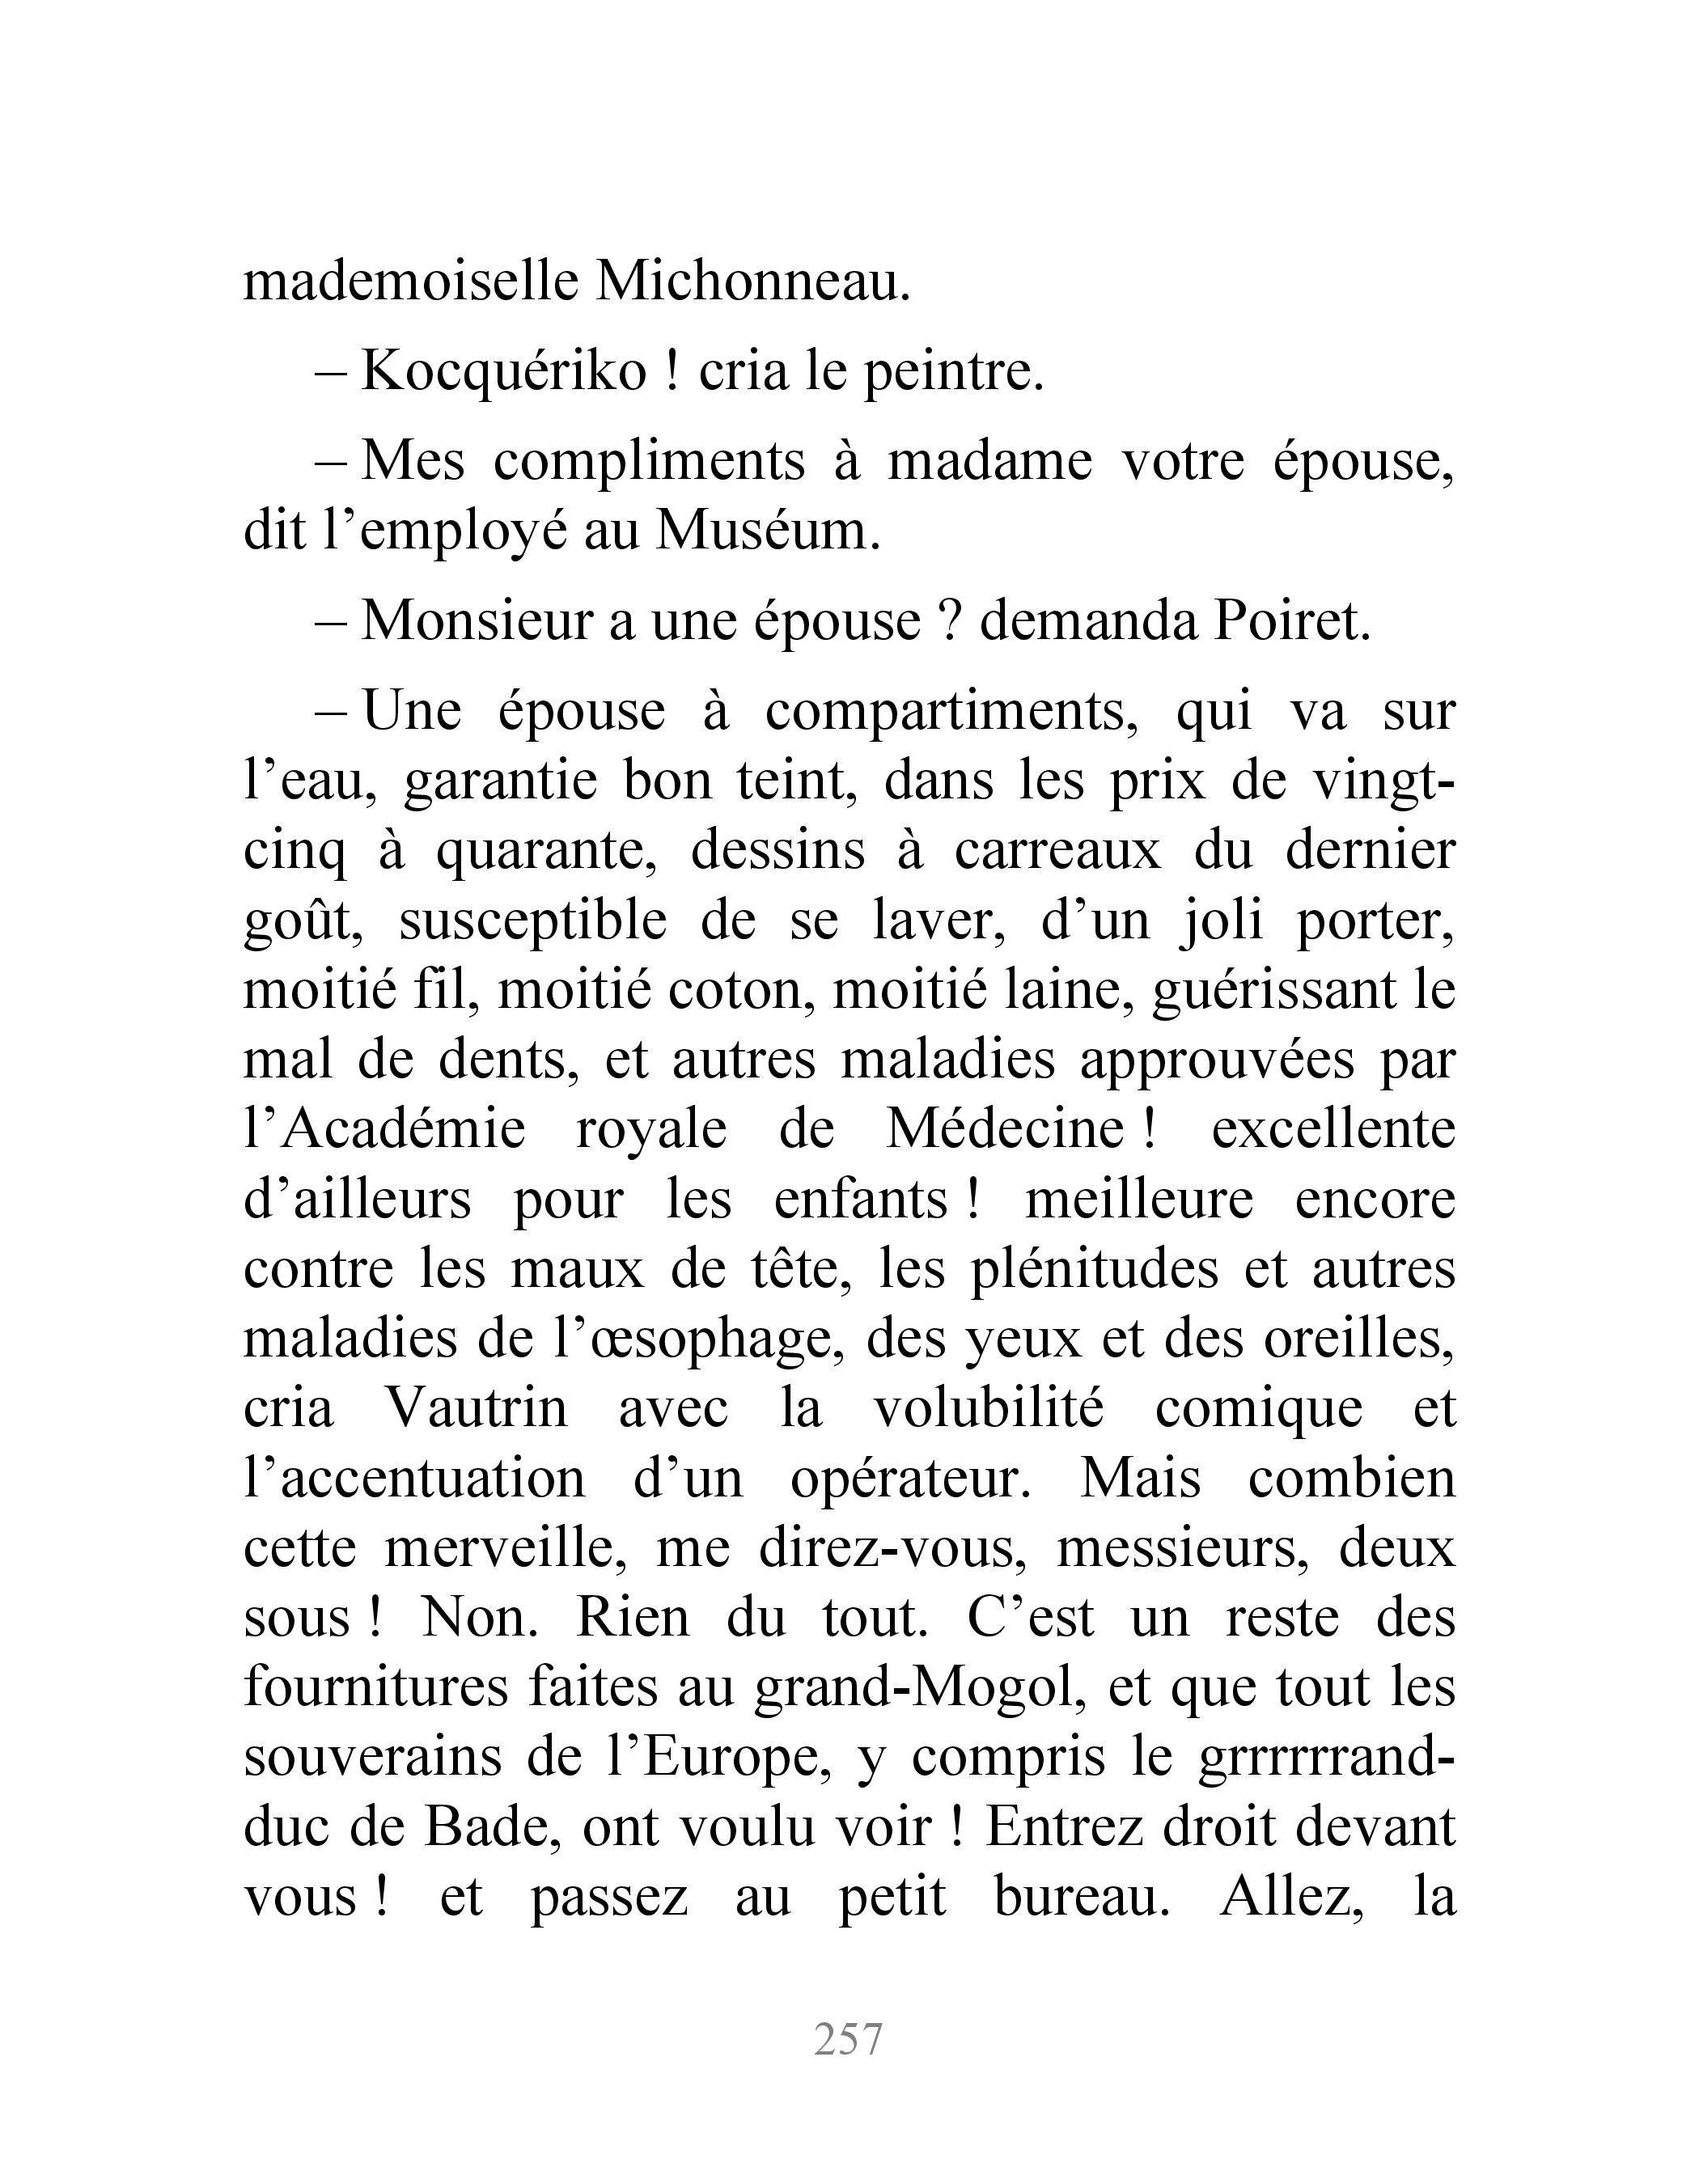 mademoiselle Michonneau.
– Kocquériko ! cria le peintre.
– Mes compliments à madame votre épouse,
dit l’employé au Muséum.
– Monsieur a une épouse ? demanda Poiret.
– Une épouse à compartiments, qui va sur
l’eau, garantie bon teint, dans les prix de vingt-
cinq à quarante, dessins à carreaux du dernier
goût, susceptible de se laver, d’un joli porter,
moitié fil, moitié coton, moitié laine, guérissant le
mal de dents, et autres maladies approuvées par
l’Académie royale de Médecine ! excellente
d’ailleurs pour les enfants ! meilleure encore
contre les maux de tête, les plénitudes et autres
maladies de l’œsophage, des yeux et des oreilles,
cria Vautrin avec la volubilité comique et
l’accentuation d’un opérateur. Mais combien
cette merveille, me direz-vous, messieurs, deux
sous ! Non. Rien du tout. C’est un reste des
fournitures faites au grand-Mogol, et que tout les
souverains de l’Europe, y compris le grrrrrrand-
duc de Bade, ont voulu voir ! Entrez droit devant
vous ! et passez au petit bureau. Allez, la
257